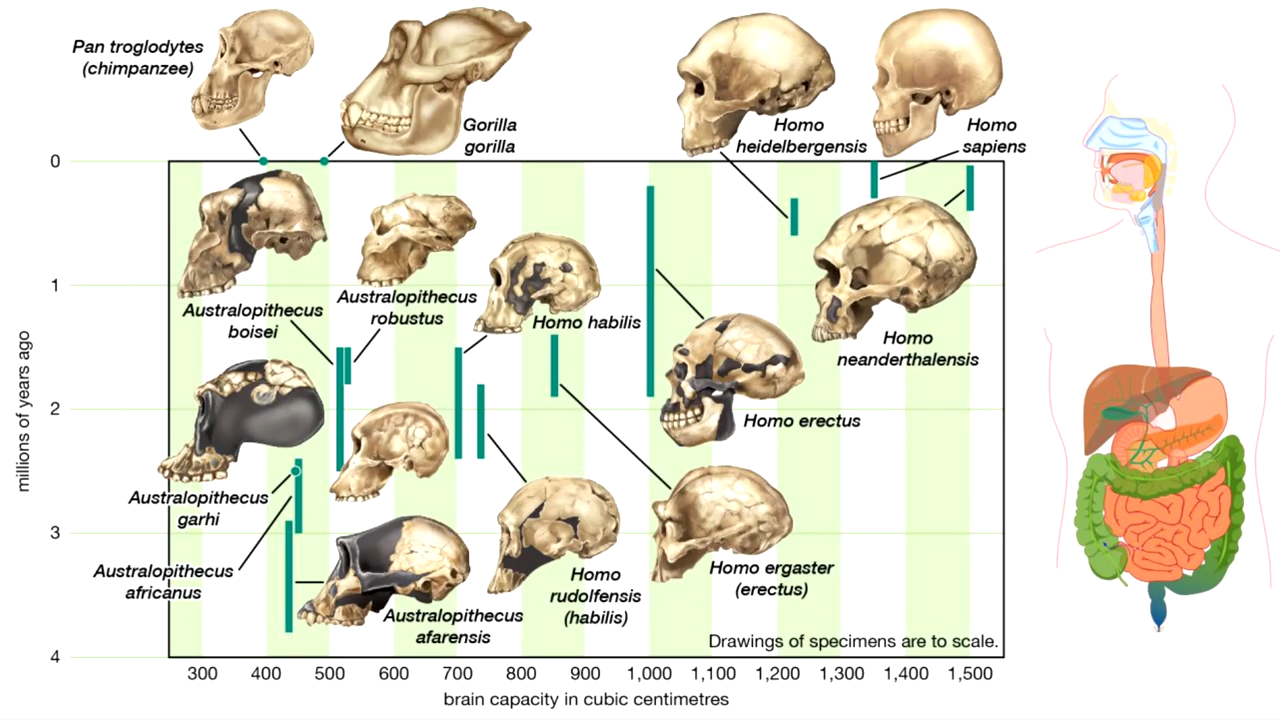 Pan troglodytes
(chimpanzee)
Gorilla
gorilla
Homo
heidelbergensis
Homo
sapiens
0
1
2
3
4
millions of years ago
Australopithecus
boisei
Australopithecus
robustus
Homo habilis
Homo
neanderthalensis
Homo erectus
Australopithecus
garhi
Australopithecus
africanus
Australopithecus
afarensis
Homo
rudolfensis
(habilis)
Homo ergaster
(erectus)
Drawings of specimens are to scale.
300 400 500 600 700 800 900 1,000 1,100 1,200 1,300 1,400 1,500
brain capacity in cubic centimetres